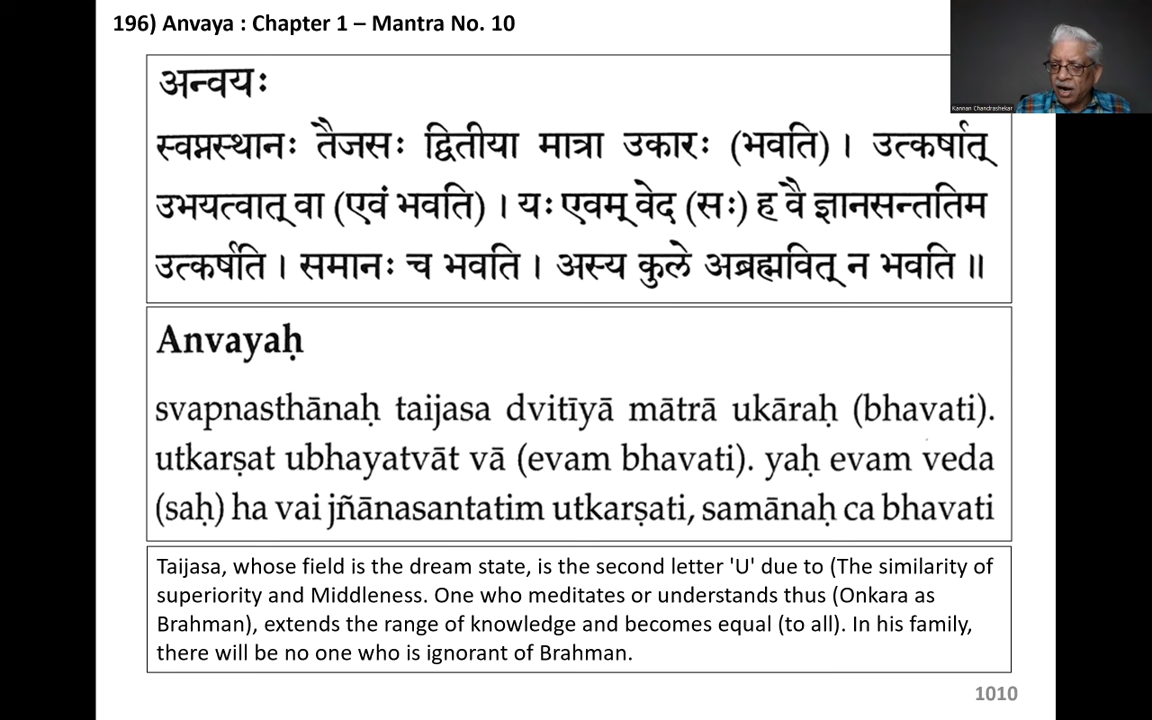 196) Anvaya : Chapter 1 – Mantra No. 10
Kannan Chandrashekar
अन्वयः
स्वप्नस्थानः तैजसः द्वितीया मात्रा उकारः (भवति) । उत्कर्षात्
उभयत्वात् वा (एवं भवति) । यः एवम् वेद (सः) ह वै ज्ञानसन्ततिम
उत्कर्षति । समानः च भवति । अस्य कुले अब्रह्मवित् न भवति ॥
Anvayaḥ
svapnasthānaḥ taijasa dvitīyā mātrā ukāraḥ (bhavati).
utkarṣat ubhayatvāt vā (evam bhavati). yaḥ evam veda
(saḥ) ha vai jñānasantatim utkarṣati, samānaḥ ca bhavati
Taijasa, whose field is the dream state, is the second letter 'U' due to (The similarity of
superiority and Middleness. One who meditates or understands thus (Onkara as
Brahman), extends the range of knowledge and becomes equal (to all). In his family,
there will be no one who is ignorant of Brahman.
1010